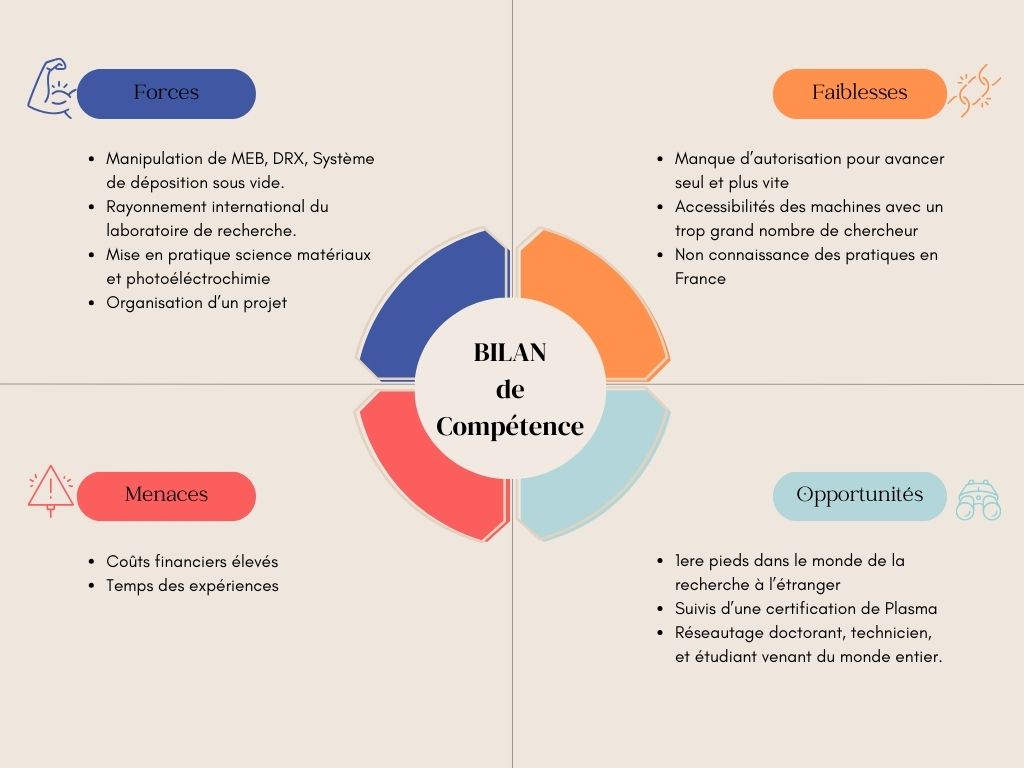 Forces
• Manipulation de MEB, DRX, Système
de déposition sous vide.
• Rayonnement international du
laboratoire de recherche.
• Mise en pratique science matériaux
et photoéléctrochimie
• Organisation d’un projet
Faiblesses
• Manque d’autorisation pour avancer
seul et plus vite
• Accessibilités des machines avec un
trop grand nombre de chercheur
• Non connaissance des pratiques en
France
BILAN
de
Compétence
Menaces
• Coûts financiers élevés
• Temps des expériences
Opportunités
• 1ere pieds dans le monde de la
recherche à l’étranger
• Suivis d’une certification de Plasma
• Réseautage doctorant, technicien,
et étudiant venant du monde entier.